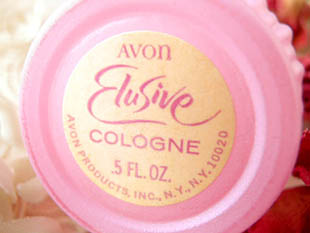 AVON
Elusive
COLOGNE
.5 FL. OZ.
AVON PRODUCTS, INC., N.Y., N.Y. 10020